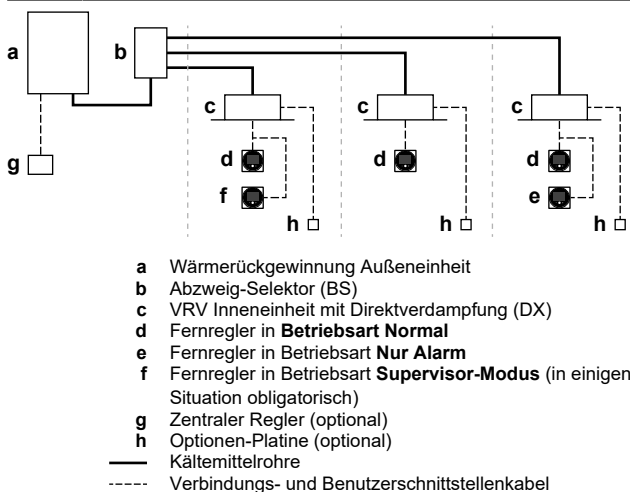 a
b
c
c
c
d
d
d
g
f
e
h
h
h
a Wärmerückgewinnung Außeneinheit
b Abzweig-Selektor (BS)
c VRV Inneneinheit mit Direktverdampfung (DX)
d Fernregler in Betriebsart Normal
e Fernregler in Betriebsart Nur Alarm
f Fernregler in Betriebsart Supervisor-Modus (in einigen
Situation obligatorisch)
g Zentraler Regler (optional)
h Optionen-Platine (optional)
Kältemittelrohre
Verbindungs- und Benutzerschnittstellenkabel